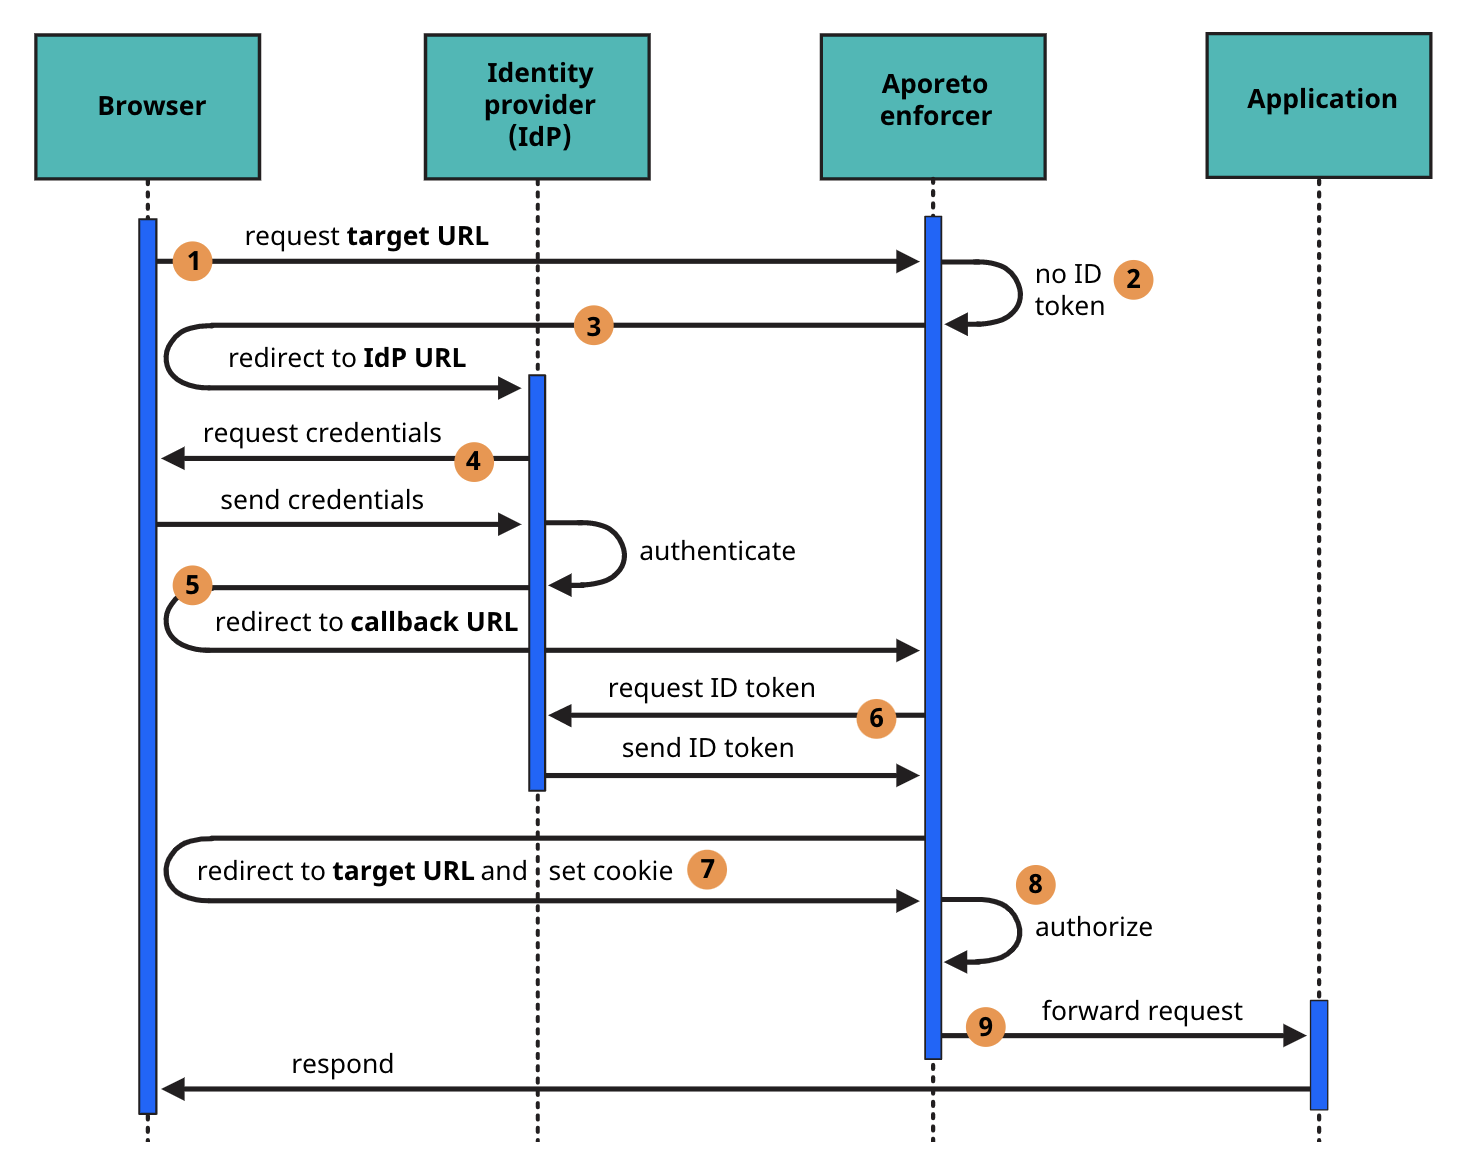 Browser
Identity
provider
(IdP)
Aporeto
enforcer
Application
request target URL
1
no ID
token
2
3
redirect to IdP URL
request credentials
4
send credentials
authenticate
5
redirect to callback URL
request ID token
6
send ID token
redirect to target URL and set cookie
7
8
authorize
9
forward request
respond